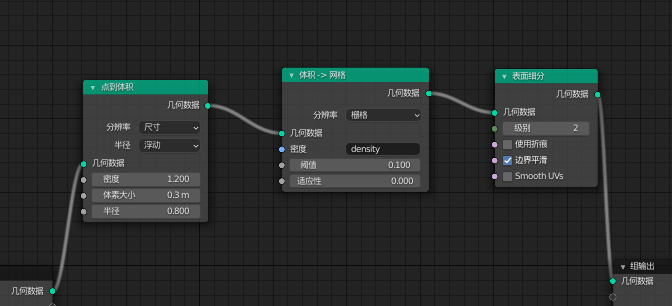 点到体积
几何数据
分辨率 尺寸
半径 浮动
几何数据
密度 1.200
体素大小 0.3 m
半径 0.800
体积 -> 网格
几何数据
分辨率 栅格
几何数据
密度 density
阈值 0.100
适应性 0.000
表面细分
几何数据
几何数据
级别 2
使用折痕
边界平滑
Smooth UVs
几何数据
组输出
几何数据